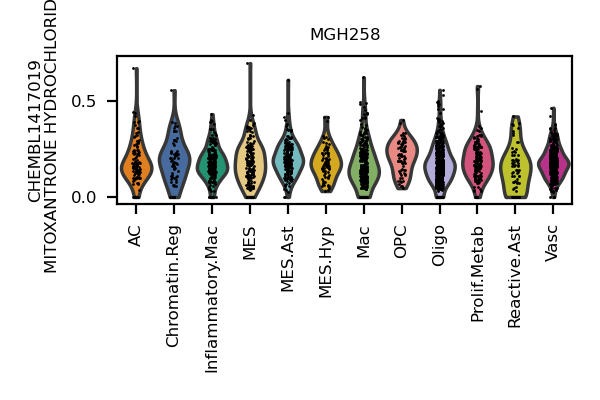 MGH258
CHEMBL1417019
MITOXANTRONE HYDROCHLORID
0.5
0.0
AC
Chromatin.Reg
Inflammatory.Mac
MES
MES.Ast
MES.Hyp
Mac
OPC
Oligo
Prolif.Metab
Reactive.Ast
Vasc